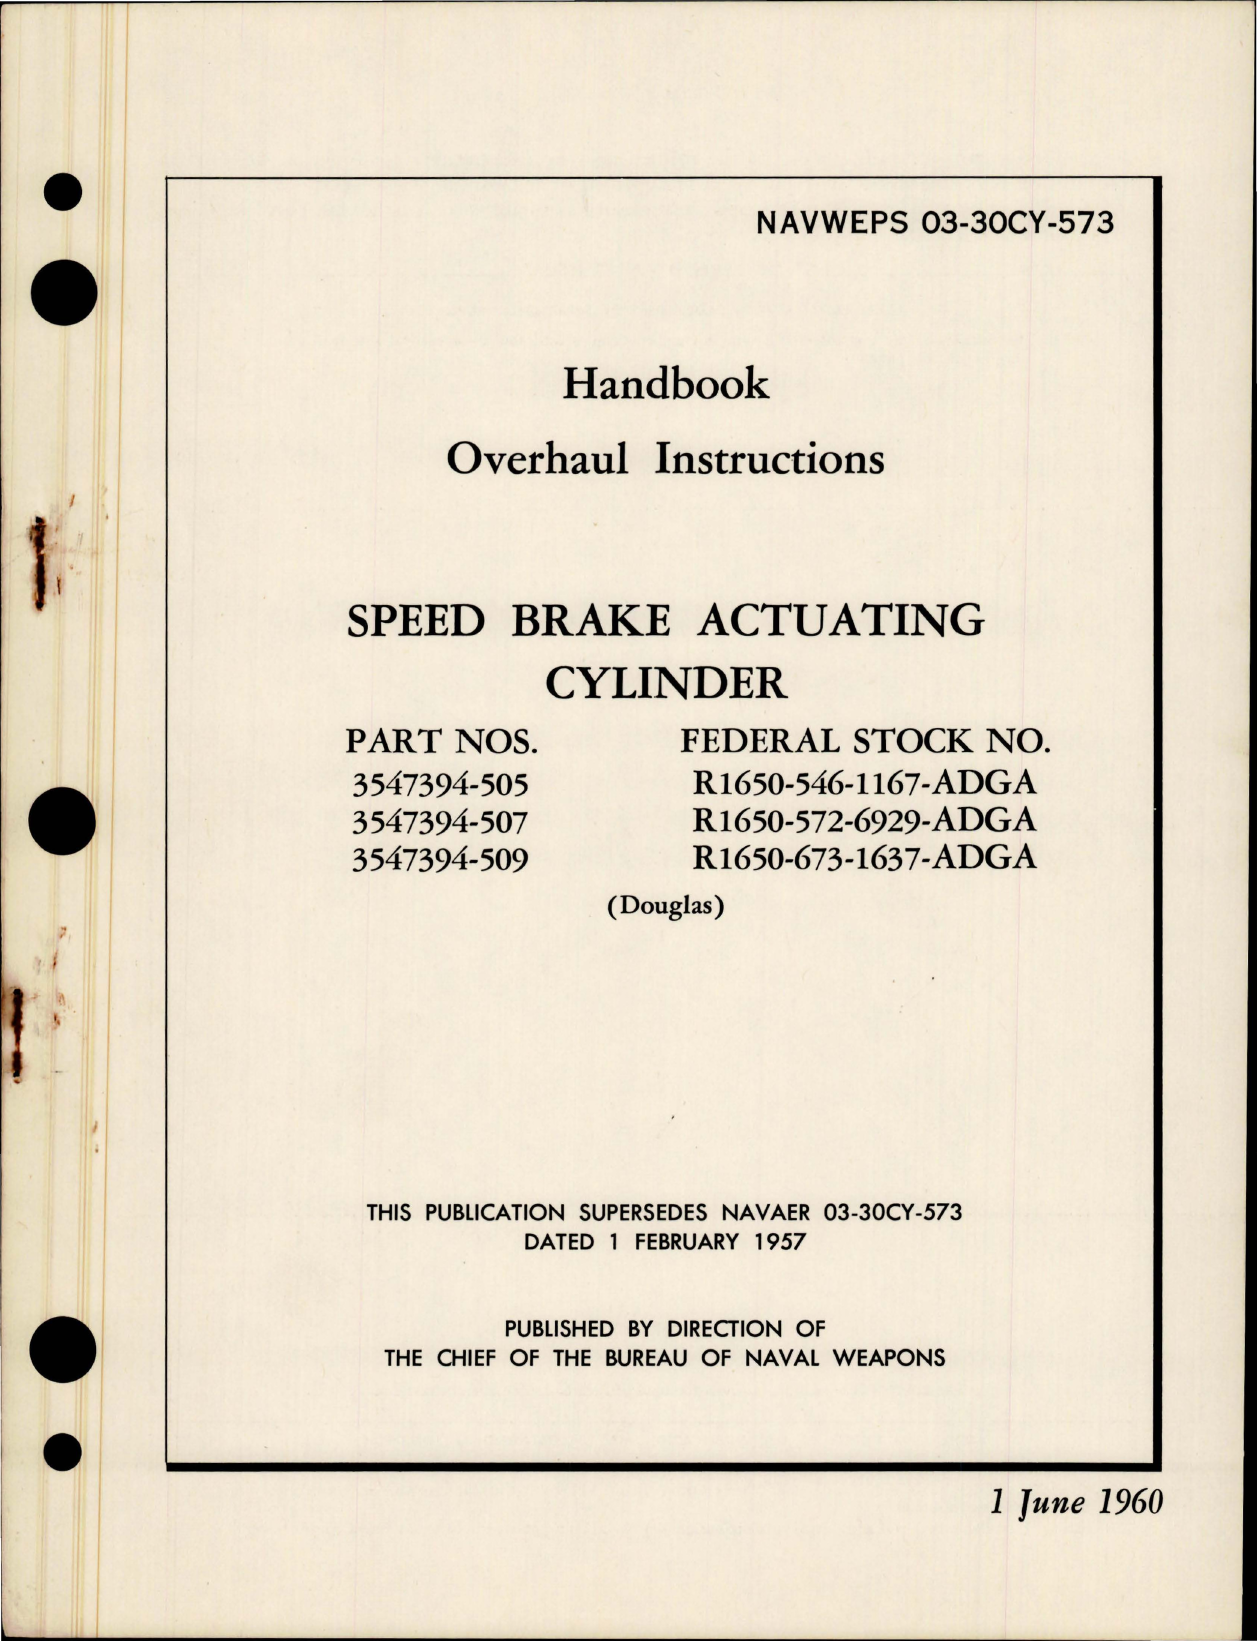 NAVWEPS 03-30CY-573
Handbook
Overhaul Instructions
SPEED BRAKE ACTUATING
CYLINDER
PART NOS. FEDERAL STOCK NO.
3547394-505 R1650-546-1167-ADGA
3547394-507 R1650-572-6929-ADGA
3547394-509 R1650-673-1637-ADGA
(Douglas)
THIS PUBLICATION SUPERSEDES NAVAER 03-30CY-573
DATED 1 FEBRUARY 1957
PUBLISHED BY DIRECTION OF
THE CHIEF OF THE BUREAU OF NAVAL WEAPONS
1 June 1960